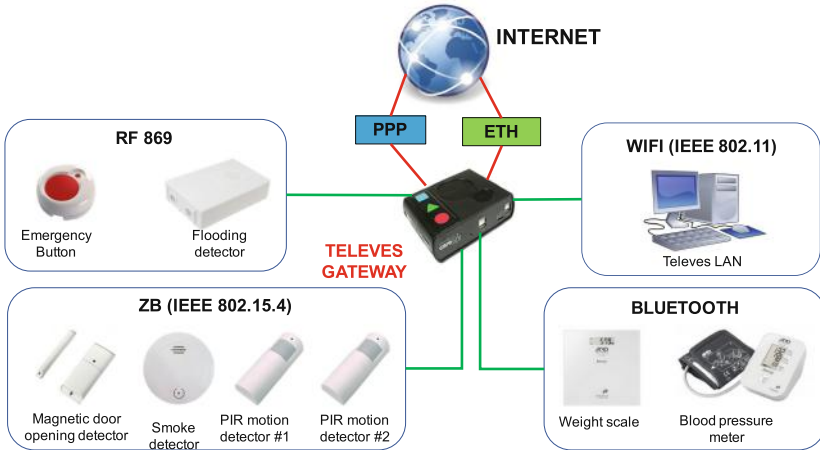 INTERNET
PPP
ETH
RF 869
Emergency
Button
Flooding
detector
WIFI (IEEE 802.11)
Televes LAN
TELEVES
GATEWAY
ZB (IEEE 802.15.4)
Magnetic door
opening detector
Smoke
detector
PIR motion
detector #1
PIR motion
detector #2
BLUETOOTH
Weight scale
Blood pressure
meter